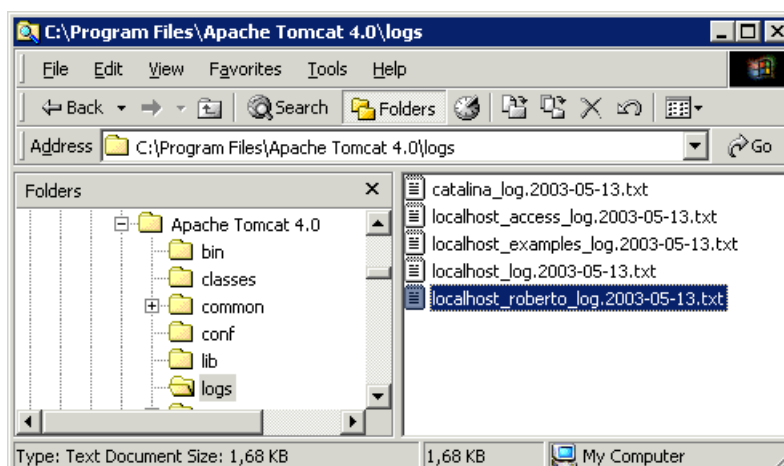 C:\Program Files\Apache Tomcat 4.0\logs
File Edit View Favorites Tools Help
Back Search Folders
Address C:\Program Files\Apache Tomcat 4.0\logs Go
Folders
Apache Tomcat 4.0
bin
classes
common
conf
lib
logs
catalina_log.2003-05-13.txt
localhost_access_log.2003-05-13.txt
localhost_examples_log.2003-05-13.txt
localhost_log.2003-05-13.txt
localhost_roberto_log.2003-05-13.txt
Type: Text Document Size: 1,68 KB 1,68 KB My Computer